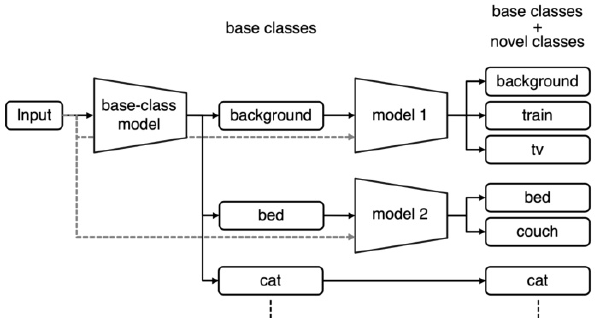 base classes
base classes
+
novel classes
Input
base-class
model
background
model 1
background
train
tv
bed
model 2
bed
couch
cat
cat